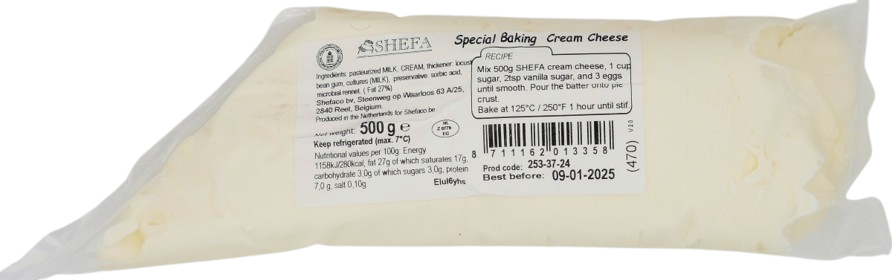 SHEFA
Special Baking Cream Cheese
Ingredients: pasteurized MILK, CREAM, thickener: locust
bean gum, cultures (MILK), preservative: sorbic acid,
microbial rennet. ( Fat 27%)
Shefaco bv, Steenweg op Waarloos 63 A/25,
2840 Reet, Belgium.
Produced in the Netherlands for Shefaco bv
weight: 500 g e
Keep refrigerated (max. 7°C)
Nutritional values per 100g: Energy
1158kJ/280kcal, fat 27g of which saturates 17g,
carbohydrate 3,0g of which sugars 3,0g, protein
7,0 g, salt 0,10g
NL
EG
RECIPE
Mix 500g SHEFA cream cheese, 1 cup
sugar, 2tsp vanilla sugar, and 3 eggs
until smooth. Pour the batter onto pie
crust.
Bake at 125°C / 250°F 1 hour until stif.
8 711162 013358
(470)
V10
Prod code: 253-37-24
Best before: 09-01-2025